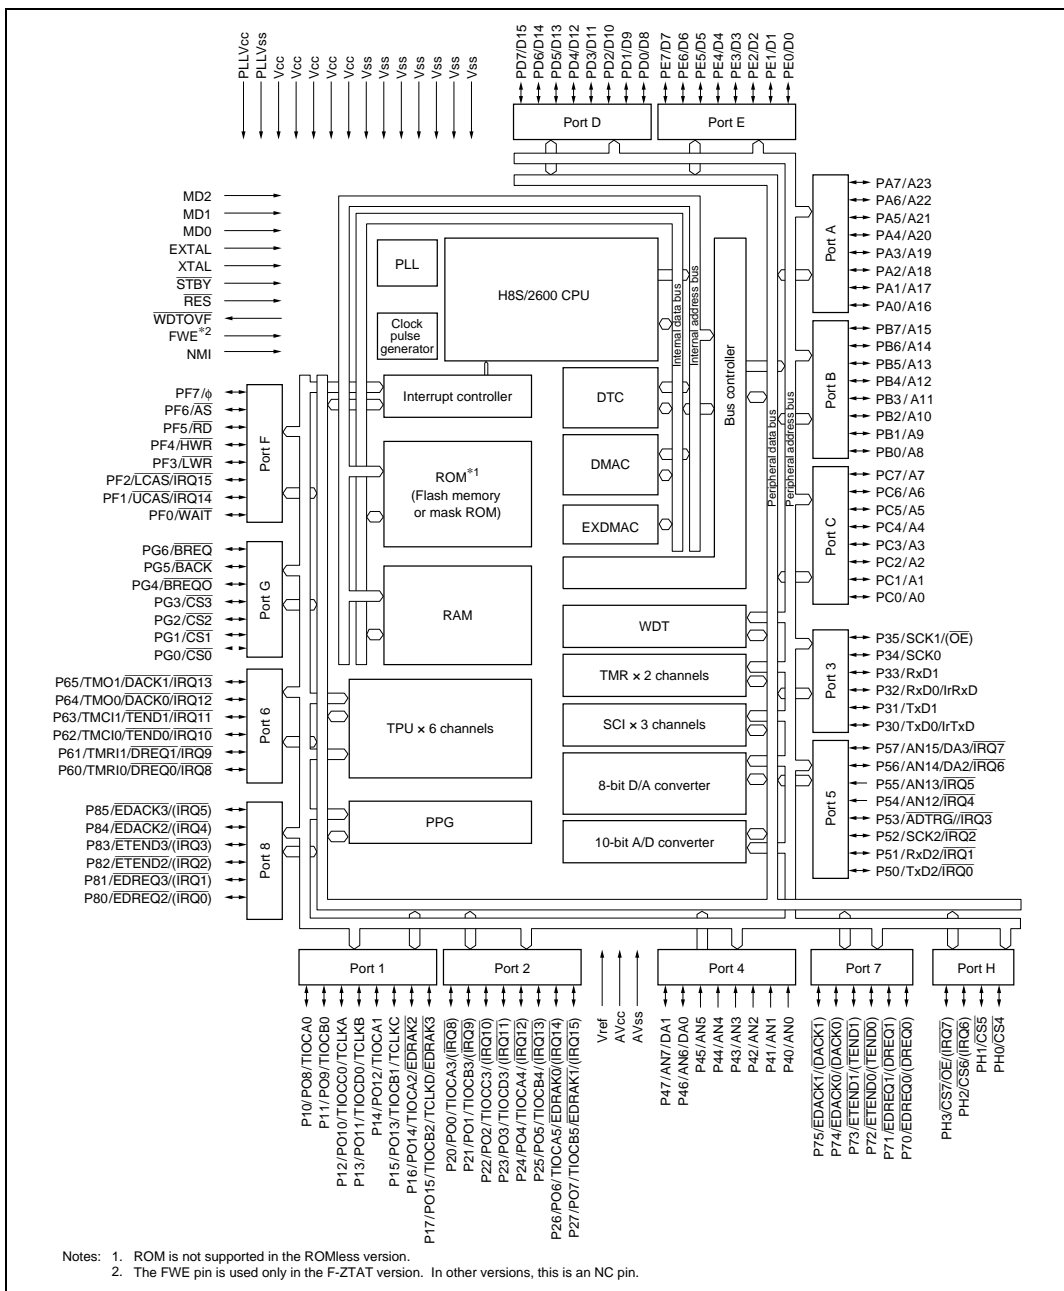 PLLVcc
PLLVss
Vcc
Vcc
Vcc
Vcc
Vcc
Vss
Vss
Vss
Vss
Vss
Vss
Vss
PD7/D15
PD6/D14
PD5/D13
PD4/D12
PD3/D11
PD2/D10
PD1/D9
PD0/D8
PE7/D7
PE6/D6
PE5/D5
PE4/D4
PE3/D3
PE2/D2
PE1/D1
PE0/D0
Port D
Port E
MD2
MD1
MD0
EXTAL
XTAL
STBY
RES
WDTOVF
FWE*2
NMI
PLL
H8S/2600 CPU
Clock
pulse
generator
Interrupt controller
ROM*1
(Flash memory
or mask ROM)
RAM
TPU × 6 channels
PPG
DTC
DMAC
EXDMAC
Internal data bus
Internal address bus
Bus controller
Peripheral data bus
Peripheral address bus
WDT
TMR × 2 channels
SCI × 3 channels
8-bit D/A converter
10-bit A/D converter
Port A
PA7/A23
PA6/A22
PA5/A21
PA4/A20
PA3/A19
PA2/A18
PA1/A17
PA0/A16
Port B
PB7/A15
PB6/A14
PB5/A13
PB4/A12
PB3/A11
PB2/A10
PB1/A9
PB0/A8
Port C
PC7/A7
PC6/A6
PC5/A5
PC4/A4
PC3/A3
PC2/A2
PC1/A1
PC0/A0
Port 3
P35/SCK1/(OE)
P34/SCK0
P33/RxD1
P32/RxD0/IrRxD
P31/TxD1
P30/TxD0/IrTxD
Port 5
P57/AN15/DA3/IRQ7
P56/AN14/DA2/IRQ6
P55/AN13/IRQ5
P54/AN12/IRQ4
P53/ADTRG/IRQ3
P52/SCK2/IRQ2
P51/RxD2/IRQ1
P50/TxD2/IRQ0
PF7/φ
PF6/AS
PF5/RD
PF4/HWR
PF3/LWR
PF2/LCAS/IRQ15
PF1/UCAS/IRQ14
PF0/WAIT
Port F
PG6/BREQ
PG5/BACK
PG4/BREQO
PG3/CS3
PG2/CS2
PG1/CS1
PG0/CS0
Port G
P65/TMO1/DACK1/IRQ13
P64/TMO0/DACK0/IRQ12
P63/TMCI1/TEND1/IRQ11
P62/TMCI0/TEND0/IRQ10
P61/TMRI1/DREQ1/IRQ9
P60/TMRI0/DREQ0/IRQ8
Port 6
P85/EDACK3/(IRQ5)
P84/EDACK2/(IRQ4)
P83/ETEND3/(IRQ3)
P82/ETEND2/(IRQ2)
P81/EDREQ3/(IRQ1)
P80/EDREQ2/(IRQ0)
Port 8
Port 1
Port 2
Port 4
Port 7
Port H
P10/PO8/TIOCA0
P11/PO9/TIOCB0
P12/PO10/TIOCC0/TCLKA
P13/PO11/TIOCD0/TCLKB
P14/PO12/TIOCA1
P15/PO13/TIOCB1/TCLKC
P16/PO14/TIOCA2/EDRAK2
P17/PO15/TIOCB2/TCLKD/EDRAK3
P20/PO0/TIOCA3/(IRQ8)
P21/PO1/TIOCB3/(IRQ9)
P22/PO2/TIOCC3/(IRQ10)
P23/PO3/TIOCD3/(IRQ11)
P24/PO4/TIOCA4/(IRQ12)
P25/PO5/TIOCB4/(IRQ13)
P26/PO6/TIOCA5/EDRAK0/(IRQ14)
P27/PO7/TIOCB5/EDRAK1/(IRQ15)
Vref
AVcc
AVss
P47/AN7/DA1
P46/AN6/DA0
P45/AN5
P44/AN4
P43/AN3
P42/AN2
P41/AN1
P40/AN0
P75/EDACK1/(DACK1)
P74/EDACK0/(DACK0)
P73/ETEND1/(TEND1)
P72/ETEND0/(TEND0)
P71/EDREQ1/(DREQ1)
P70/EDREQ0/(DREQ0)
PH3/CS7/OE/(IRQ7)
PH2/CS6/(IRQ6)
PH1/CS5
PH0/CS4
Notes: 1. ROM is not supported in the ROMless version.
2. The FWE pin is used only in the F-ZTAT version. In other versions, this is an NC pin.